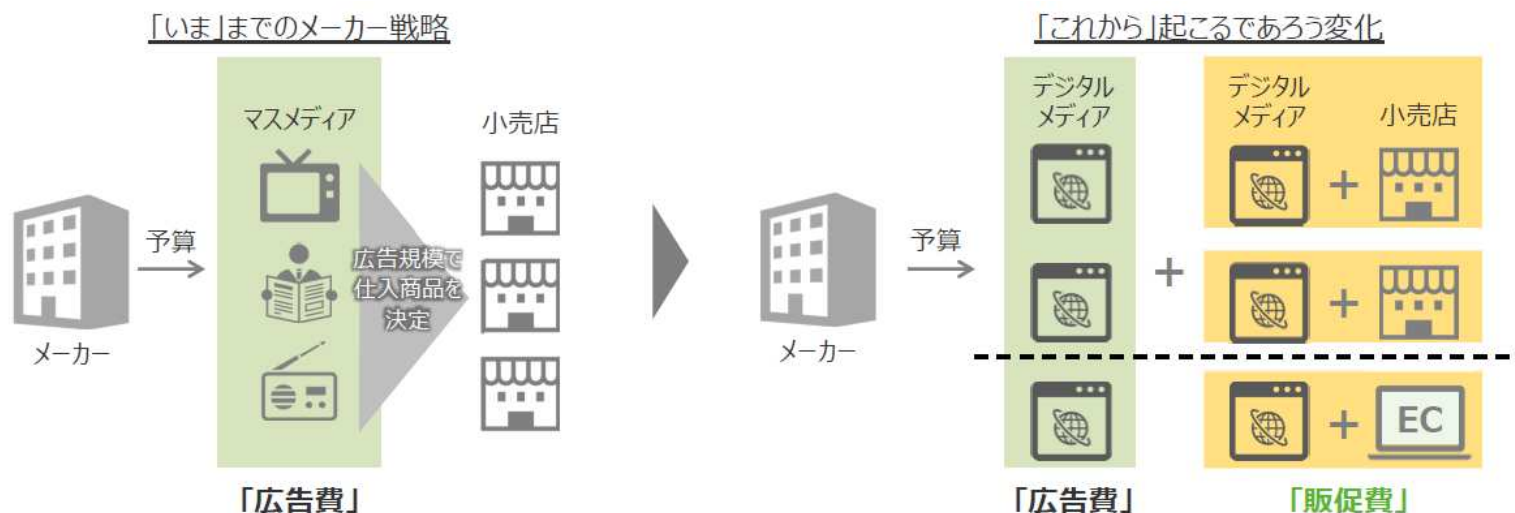 「いま」までのメーカー戦略
マスメディア
小売店
予算
広告規模で
仕入商品を
決定
メーカー
「広告費」
「これから」起こるであろう変化
デジタル
メディア
デジタル
メディア
小売店
+
予算
+
+
メーカー
+
EC
「広告費」
「販促費」